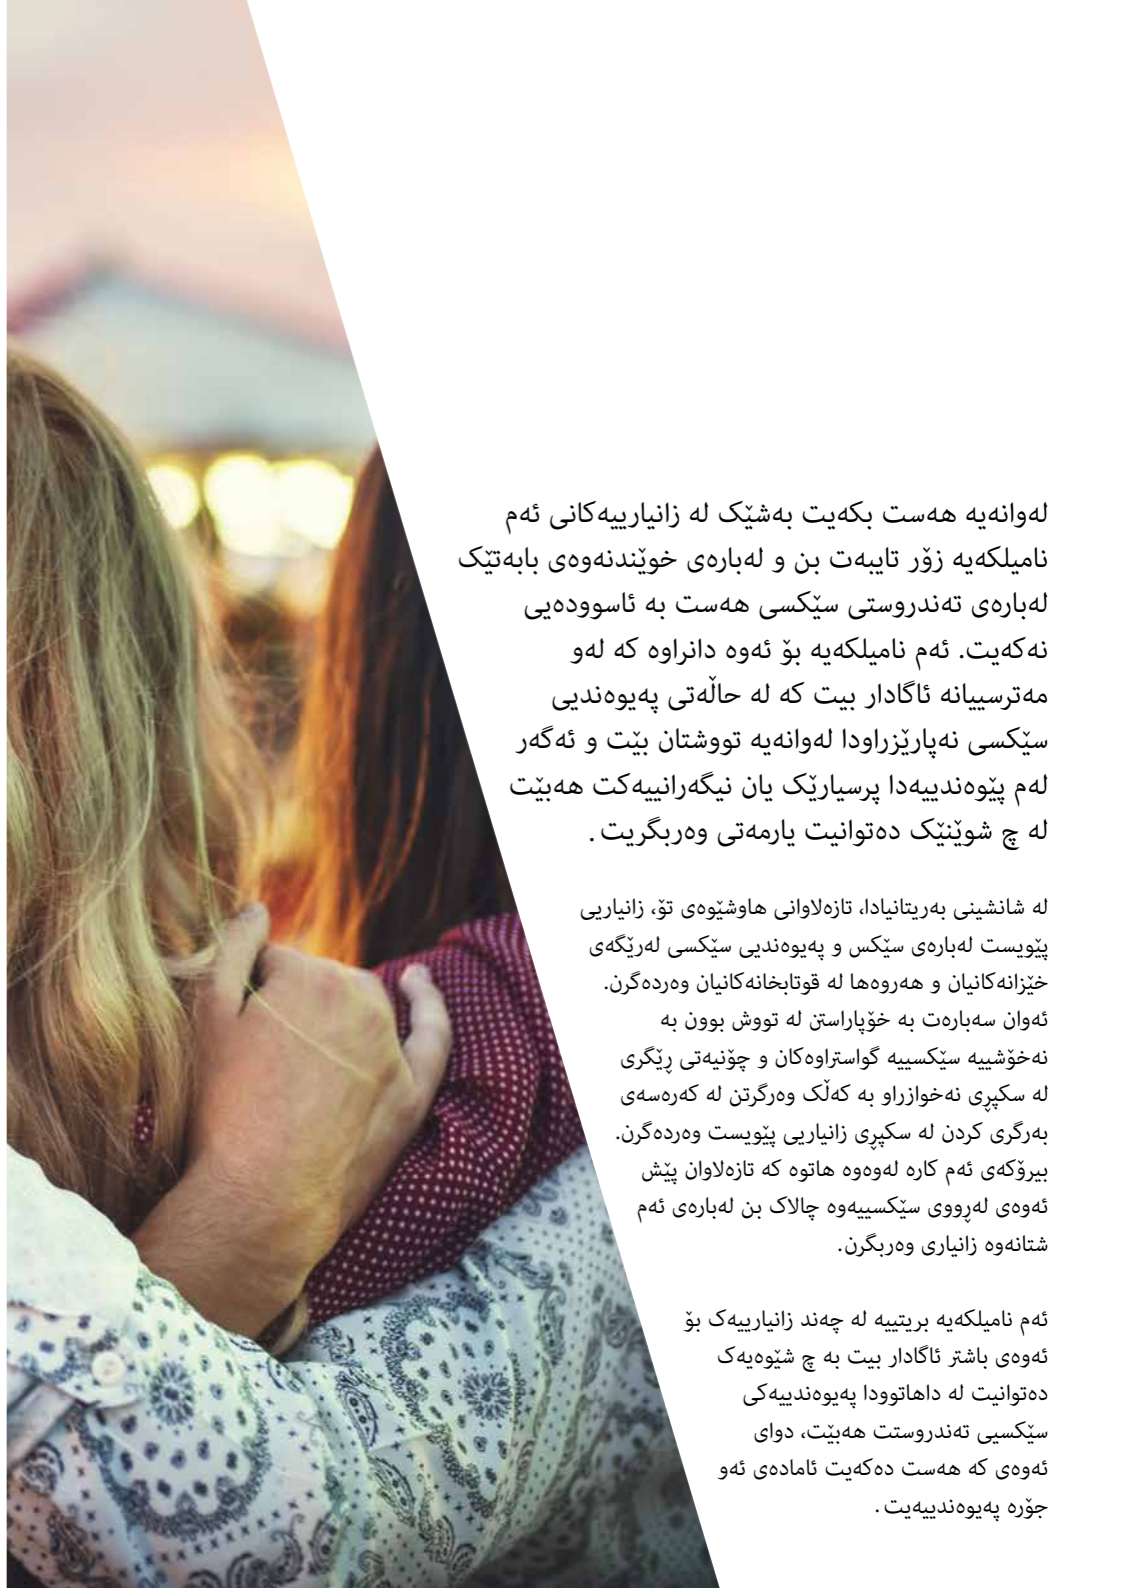 لەوانەیە هەست بکەیت بەشێک لە زانیارییەکانی ئەم
نامیلکەیە زۆر تایبەت بن و لەبارەی خوێندنەوەی بابەتێک
لەبارەی تەندروستی سێکسی هەست بە ئاسوودەیی
نەکەیت. ئەم نامیلکەیە بۆ ئەوە دانراوە کە لەو
مەترسییانە ئاگادار بیت کە لە حاڵەتی پەیوەندیی
سێکسی نەپارێزراودا لەوانەیە تووشتان بێت و ئەگەر
لەم پێوەندییەدا پرسیارێک یان نیگەرانییەکت هەبێت
لە چ شوێنێک دەتوانیت یارمەتی وەربگریت.
لە شانشینی بەریتانیادا، تازەلاوانی هاوشێوەی تۆ، زانیاریی
پێویست لەبارەی سێکس و پەیوەندیی سێکسی لەرێگەی
خێزانەکانیان و هەروەها لە قوتابخانەکانیان وەردەگرن.
ئەوان سەبارەت بە خۆپاراستن لە تووش بوون بە
نەخۆشییە سێکسییە گواستراوەکان و چۆنیەتی ڕێگری
لە سکپڕی نەخوازراو بە کەڵک وەرگرتن لە کەرەسەی
بەرگری کردن لە سکپڕی زانیاریی پێویست وەردەگرن.
بیرۆکەی ئەم کارە لەوەوە هاتوە کە تازەلاوان پێش
ئەوەی لەڕووی سێکسییەوە چالاک بن لەبارەی ئەم
شتانەوە زانیاری وەربگرن.
ئەم نامیلکەیە بریتییە لە چەند زانیارییەک بۆ
ئەوەی باشتر ئاگادار بیت بە چ شێوەیەک
دەتوانیت لە داهاتوودا پەیوەندییەکی
سێکسیی تەندروستت هەبێت، دوای
ئەوەی کە هەست دەکەیت ئامادەی ئەو
جۆرە پەیوەندییەیت.